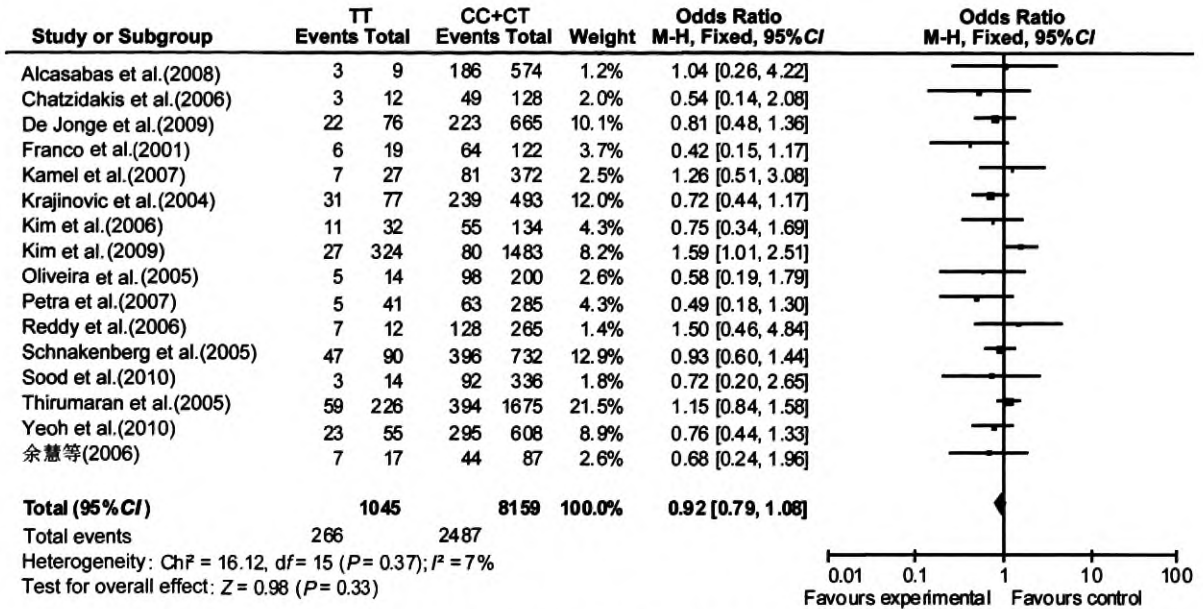 TT CC+CT Odds Ratio Odds Ratio
Study or Subgroup Events Total Events Total Weight M-H, Fixed, 95%CI M-H, Fixed, 95%CI
Alcasabas et al.(2008) 3 9 186 574 1.2% 1.04 [0.26, 4.22]
Chatzidakis et al.(2006) 3 12 49 128 2.0% 0.54 [0.14, 2.08]
De Jonge et al.(2009) 22 76 223 665 10.1% 0.81 [0.48, 1.36]
Franco et al.(2001) 6 19 64 122 3.7% 0.42 [0.15, 1.17]
Kamel et al.(2007) 7 27 81 372 2.5% 1.26 [0.51, 3.08]
Krajinovic et al.(2004) 31 77 239 493 12.0% 0.72 [0.44, 1.17]
Kim et al.(2006) 11 32 55 134 4.3% 0.75 [0.34, 1.69]
Kim et al.(2009) 27 324 80 1483 8.2% 1.59 [1.01, 2.51]
Oliveira et al.(2005) 5 14 98 200 2.6% 0.58 [0.19, 1.79]
Petra et al.(2007) 5 41 63 285 4.3% 0.49 [0.18, 1.30]
Reddy et al.(2006) 7 12 128 265 1.4% 1.50 [0.46, 4.84]
Schnakenberg et al.(2005) 47 90 396 732 12.9% 0.93 [0.60, 1.44]
Sood et al.(2010) 3 14 92 336 1.8% 0.72 [0.20, 2.65]
Thirumaran et al.(2005) 59 226 394 1675 21.5% 1.15 [0.84, 1.58]
Yeoh et al.(2010) 23 55 295 608 8.9% 0.76 [0.44, 1.33]
余慧等(2006) 7 17 44 87 2.6% 0.68 [0.24, 1.96]
Total (95%CI) 1045 8159 100.0% 0.92 [0.79, 1.08]
Total events 266 2487
Heterogeneity: Chi² = 16.12, df= 15 (P= 0.37); I² =7%
Test for overall effect: Z = 0.98 (P= 0.33)
0.01 0.1 1 10 100
Favours experimental Favours control